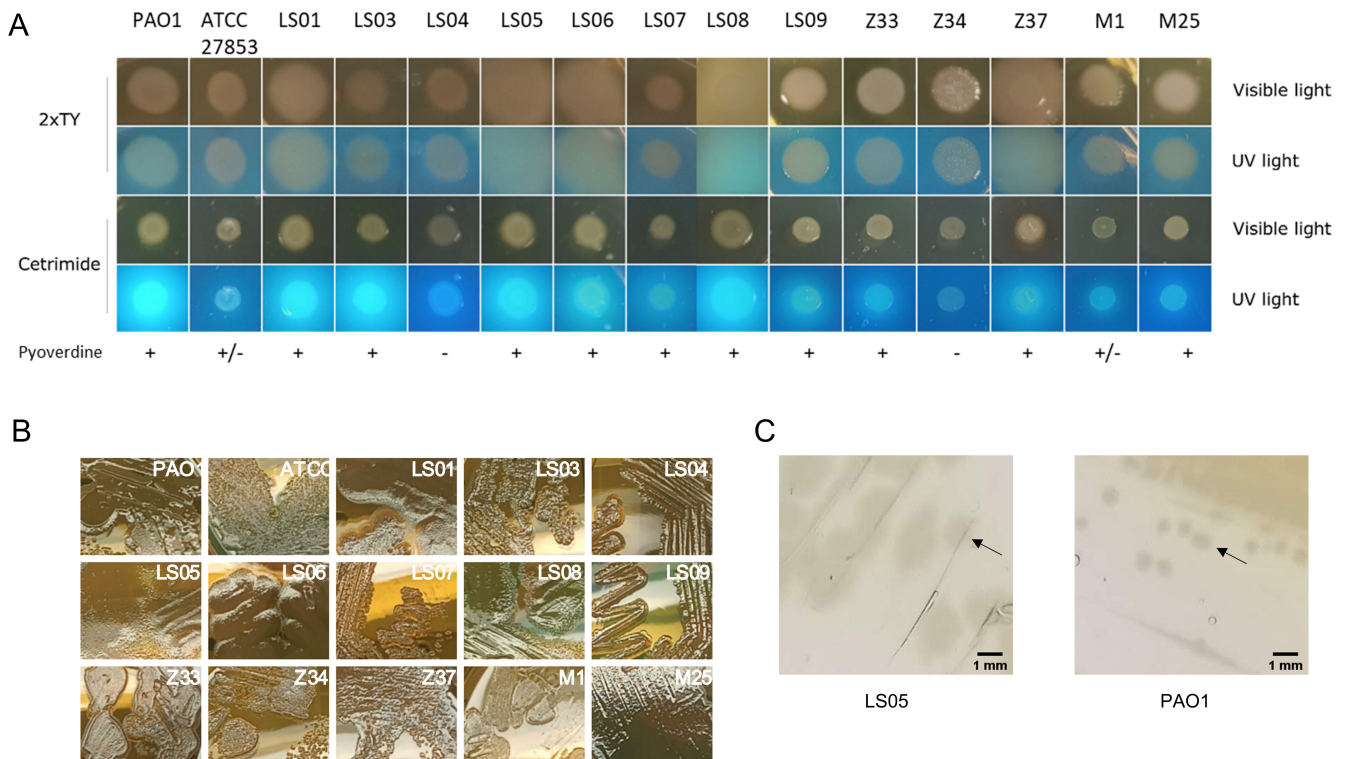 A
PAO1 ATCC 27853 LS01 LS03 LS04 LS05 LS06 LS07 LS08 LS09 Z33 Z34 Z37 M1 M25
2xTY
Visible light
UV light
Cetrimide
Visible light
UV light
Pyoverdine + +/- + + - + + + + + + - + +/- +
B
PAO ATCC LS01 LS03 LS04
LS05 LS06 LS07 LS08 LS09
Z33 Z34 Z37 M1 M25
C
1 mm 1 mm
LS05 PAO1